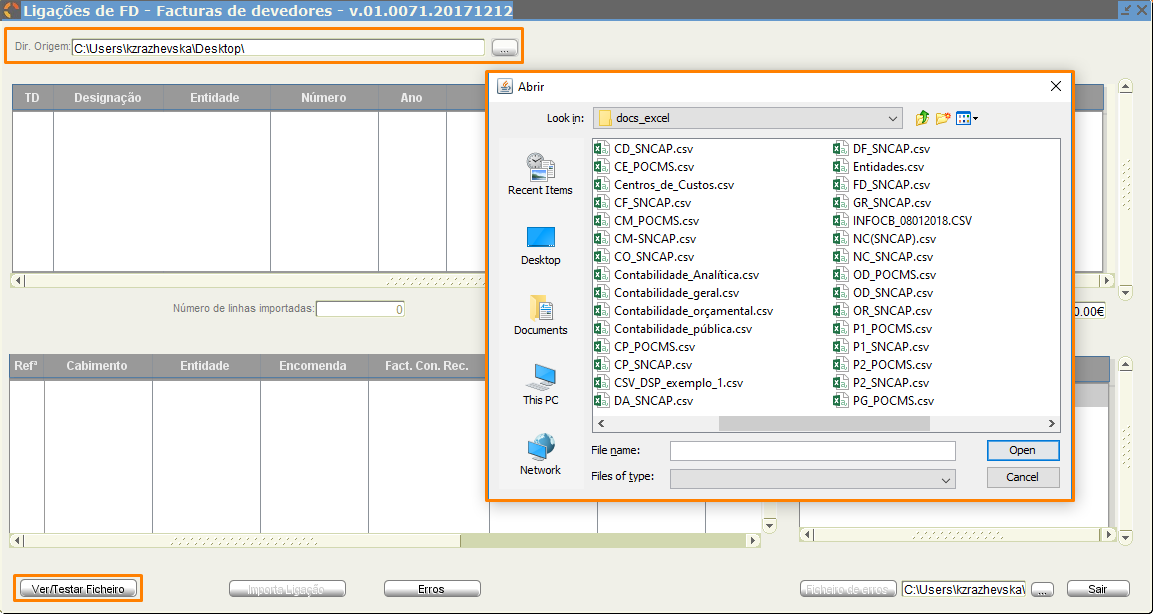 Ligações de FD - Facturas de devedores - v.01.0071.20171212
Dir. Origem: C:\Users\kzrazhevska\Desktop\ ...
TD Designação Entidade Número Ano
Número de linhas importadas: 0
0.00€
Refª Cabimento Entidade Encomenda Fact. Con. Rec.
Abrir
Look in: docs_excel
Recent Items
Desktop
Documents
This PC
Network
CD_SNCAP.csv
CE_POCMS.csv
Centros_de_Custos.csv
CF_SNCAP.csv
CM_POCMS.csv
CM-SNCAP.csv
CO_SNCAP.csv
Contabilidade_Analítica.csv
Contabilidade_geral.csv
Contabilidade_orçamental.csv
Contabilidade_pública.csv
CP_POCMS.csv
CP_SNCAP.csv
CSV_DSP_exemplo_1.csv
DA_SNCAP.csv
DF_SNCAP.csv
Entidades.csv
FD_SNCAP.csv
GR_SNCAP.csv
INFOCB_08012018.CSV
NC(SNCAP).csv
NC_SNCAP.csv
OD_POCMS.csv
OD_SNCAP.csv
OR_SNCAP.csv
P1_POCMS.csv
P1_SNCAP.csv
P2_POCMS.csv
P2_SNCAP.csv
PG_POCMS.csv
File name: Open
Files of type: Cancel
Ver/Testar Ficheiro Importa Ligação Erros Ficheiro de erros C:\Users\kzrazhevska\ ... Sair